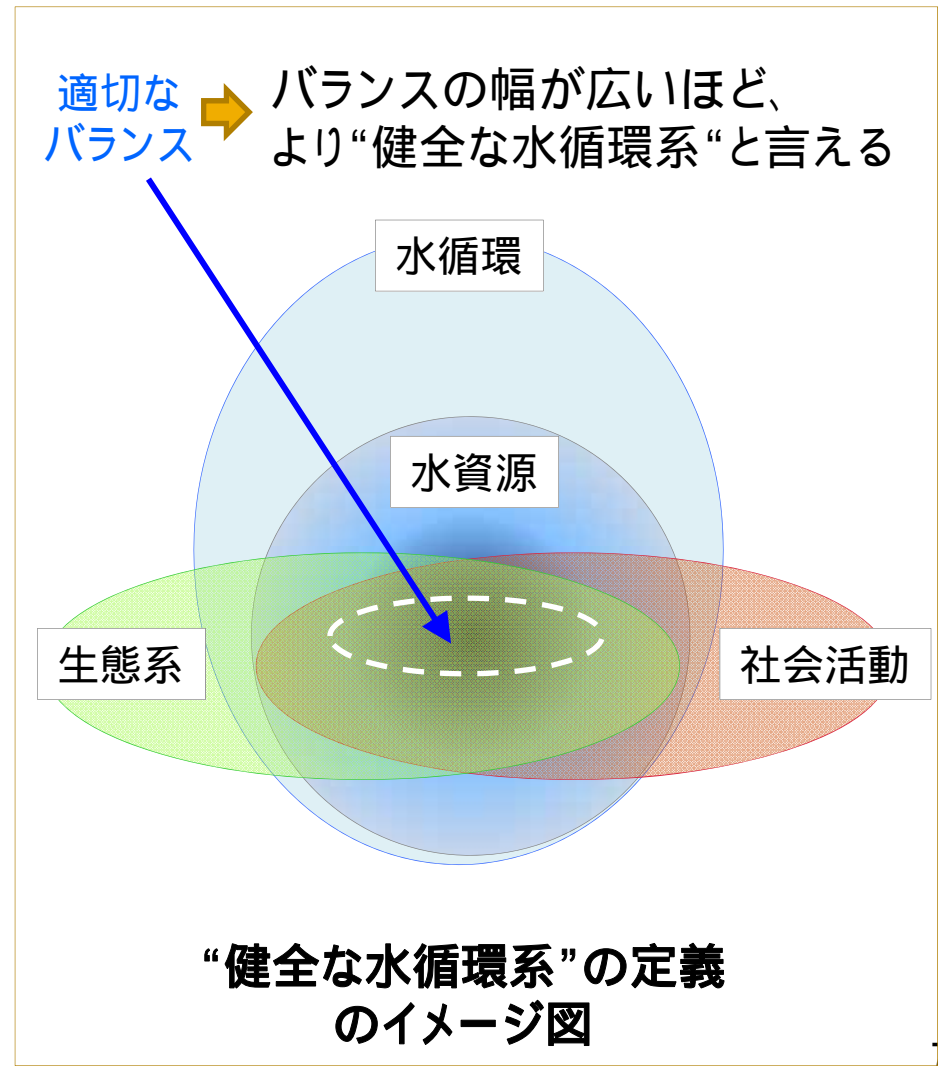 適切な
バランス
バランスの幅が広いほど、
より“健全な水循環系“と言える
水循環
水資源
生態系
社会活動
“健全な水循環系”の定義
のイメージ図